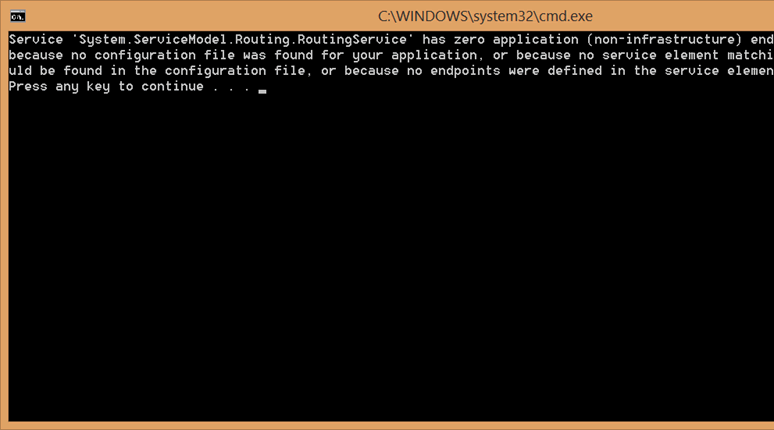 C:\WINDOWS\system32\cmd.exe
Service 'System.ServiceModel.Routing.RoutingService' has zero application (non-infrastructure) end
because no configuration file was found for your application, or because no service element matchi
uld be found in the configuration file, or because no endpoints were defined in the service elemen
Press any key to continue . . .